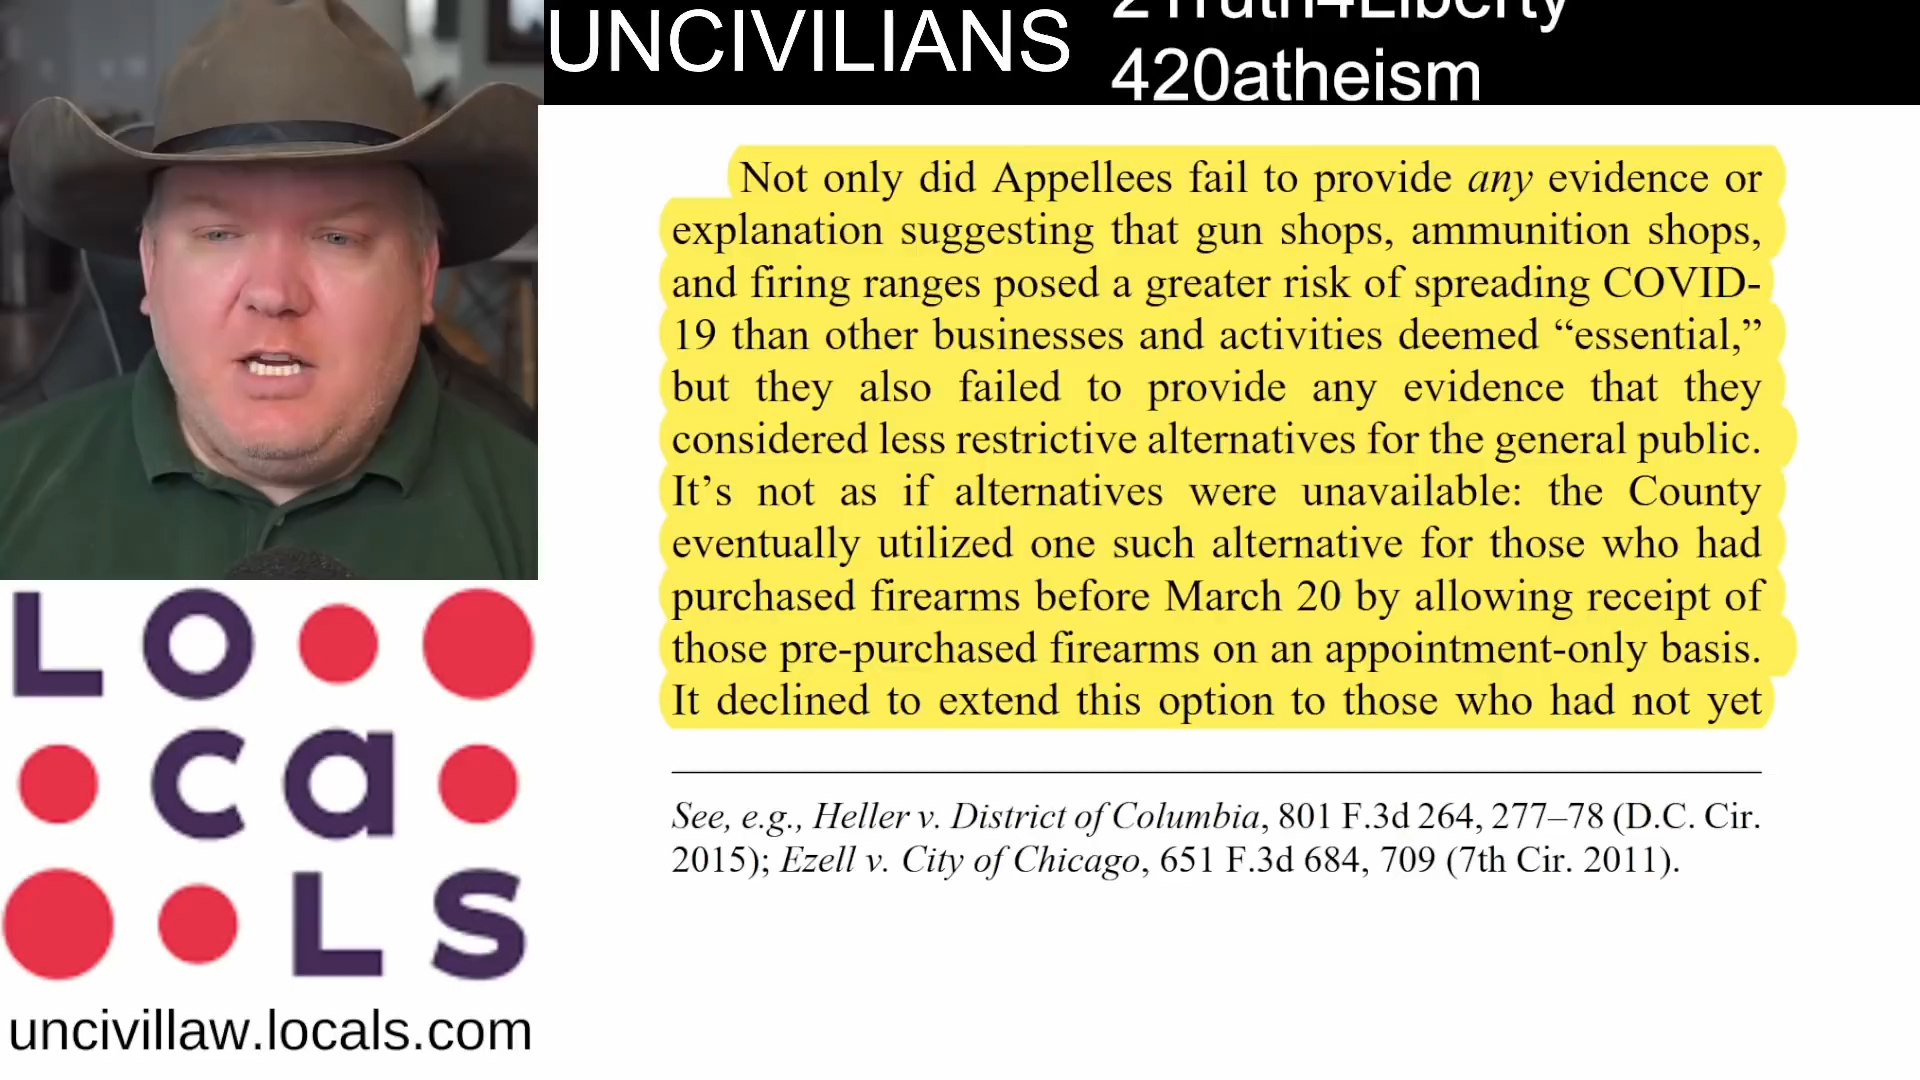 UNCIVILIANS
2Truth4Liberty
420atheism
Not only did Appellees fail to provide any evidence or
explanation suggesting that gun shops, ammunition shops,
and firing ranges posed a greater risk of spreading COVID-
19 than other businesses and activities deemed “essential,”
but they also failed to provide any evidence that they
considered less restrictive alternatives for the general public.
It’s not as if alternatives were unavailable: the County
eventually utilized one such alternative for those who had
purchased firearms before March 20 by allowing receipt of
those pre-purchased firearms on an appointment-only basis.
It declined to extend this option to those who had not yet
See, e.g., Heller v. District of Columbia, 801 F.3d 264, 277–78 (D.C. Cir.
2015); Ezell v. City of Chicago, 651 F.3d 684, 709 (7th Cir. 2011).
LO
ca
LS
uncivillaw.locals.com